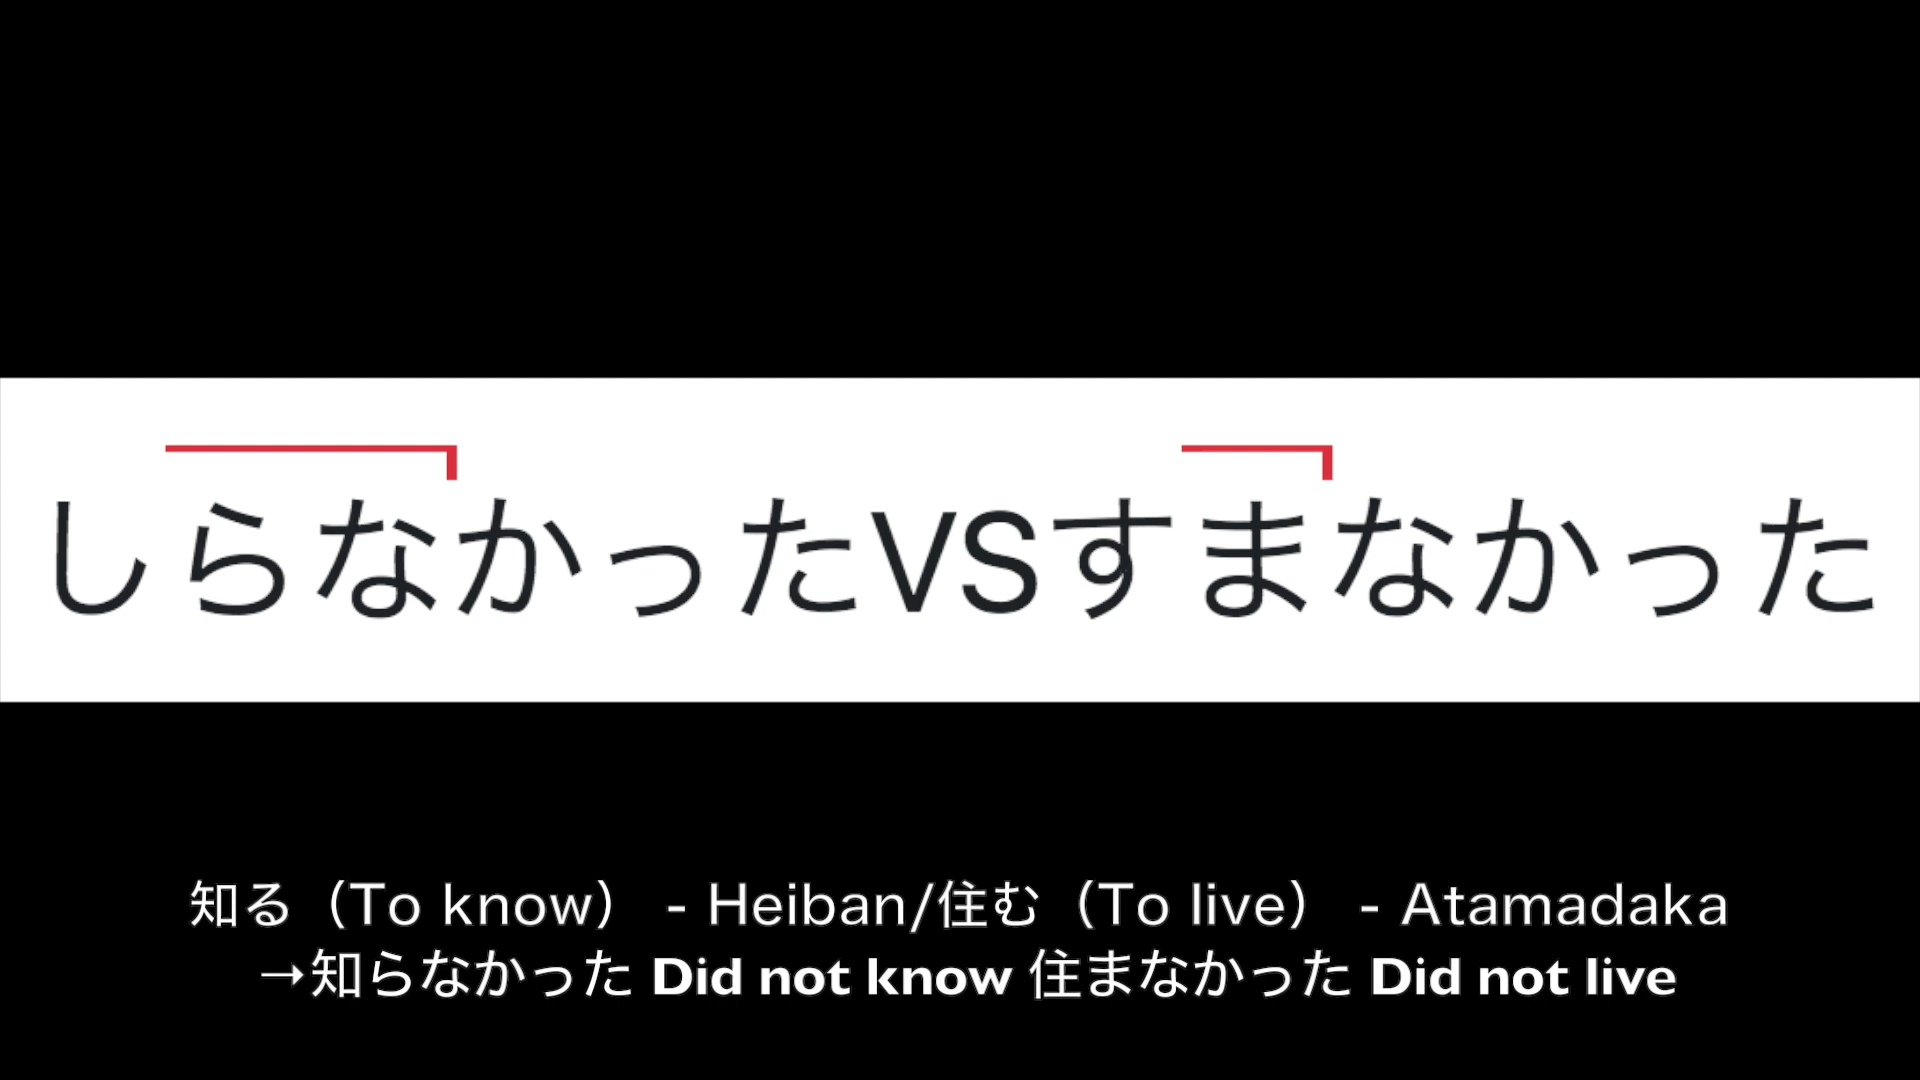 しらなかったVSすまなかった
知る（To know） - Heiban/住む（To live） - Atamadaka
→知らなかった Did not know 住まなかった Did not live